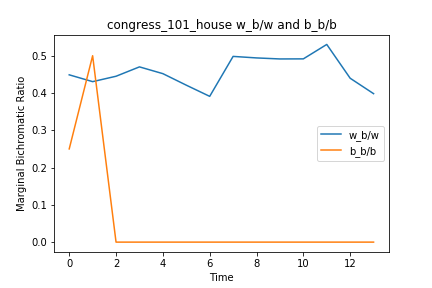 congress_101_house w_b/w and b_b/b
Marginal Bichromatic Ratio
0.5
0.4
0.3
0.2
0.1
0.0
w_b/w
b_b/b
0 2 4 6 8 10 12
Time